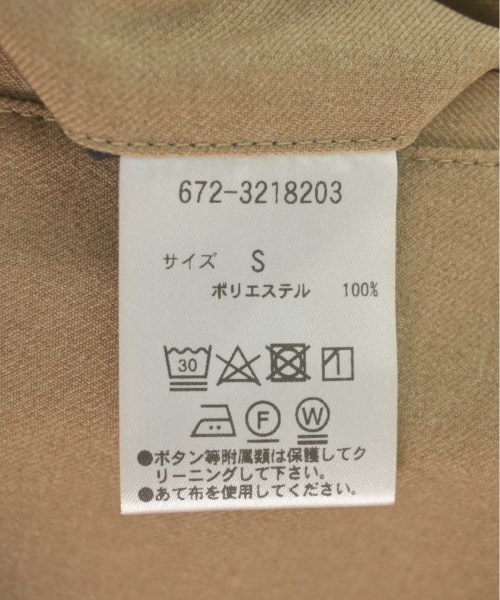 672-3218203
サイズ S
ポリエステル 100%
30
F W
●ボタン等附属類は保護してク
リーニングして下さい。
●あて布を使用してください。